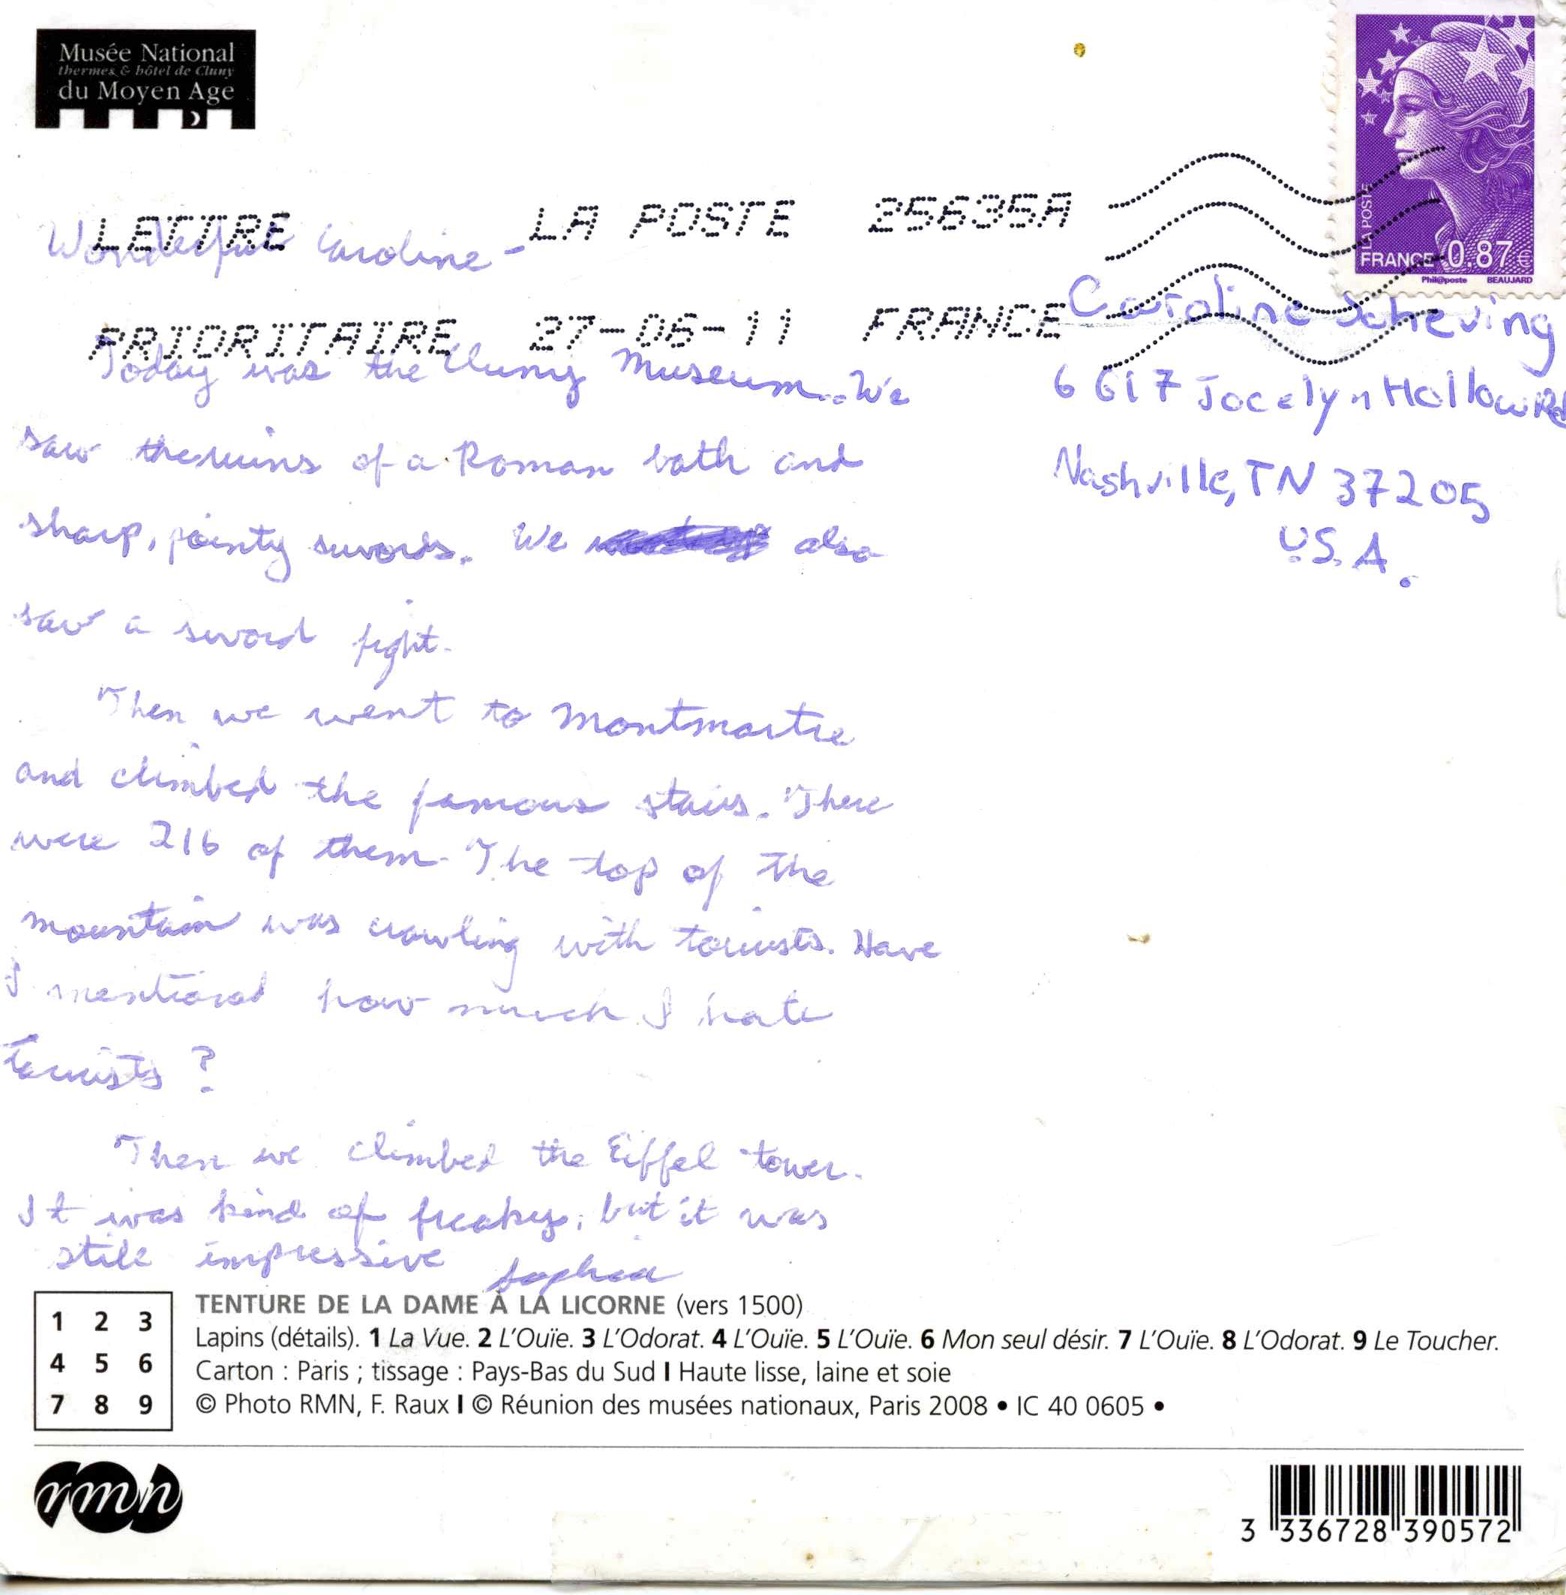 Musée National
thermes & hôtel de Cluny
du Moyen Age
LA POSTE
FRANCE 0.87€
Phil@poste BEAUJARD
LETTRE LA POSTE 25635A
PRIORITAIRE 27-06-11 FRANCE
Wonderful Caroline -
Today was the Cluny Museum... We
saw the ruins of a Roman bath and
sharp, pointy swords. We also
saw a sword fight.
Then we went to Montmartre
and climbed the famous stairs. There
were 216 of them. The top of the
mountain was crawling with tourists. Have
I mentioned how much I hate
tourists?
Then we climbed the Eiffel tower.
It was kind of freaky, but it was
still impressive Sophia
Caroline Scheving
6617 Jocelyn Hollow Rd
Nashville, TN 37205
U.S.A.
1 2 3
4 5 6
7 8 9
TENTURE DE LA DAME À LA LICORNE (vers 1500)
Lapins (détails). 1 La Vue. 2 L'Ouïe. 3 L'Odorat. 4 L'Ouïe. 5 L'Ouïe. 6 Mon seul désir. 7 L'Ouïe. 8 L'Odorat. 9 Le Toucher.
Carton : Paris ; tissage : Pays-Bas du Sud I Haute lisse, laine et soie
© Photo RMN, F. Raux I © Réunion des musées nationaux, Paris 2008 • IC 40 0605 •
rmn
3 336728 390572